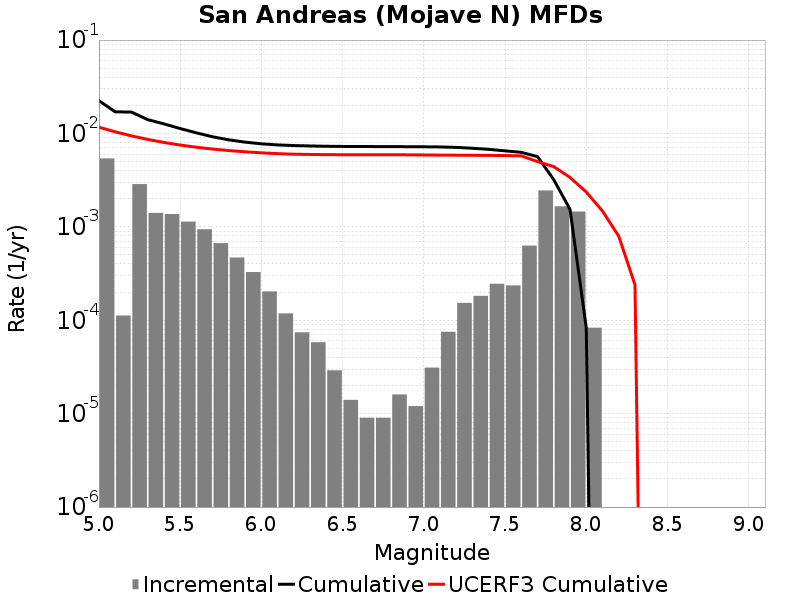 San Andreas (Mojave N) MFDs
Rate (1/yr)
10^-1
10^-2
10^-3
10^-4
10^-5
10^-6
5.0 5.5 6.0 6.5 7.0 7.5 8.0 8.5 9.0
Magnitude
Incremental Cumulative UCERF3 Cumulative